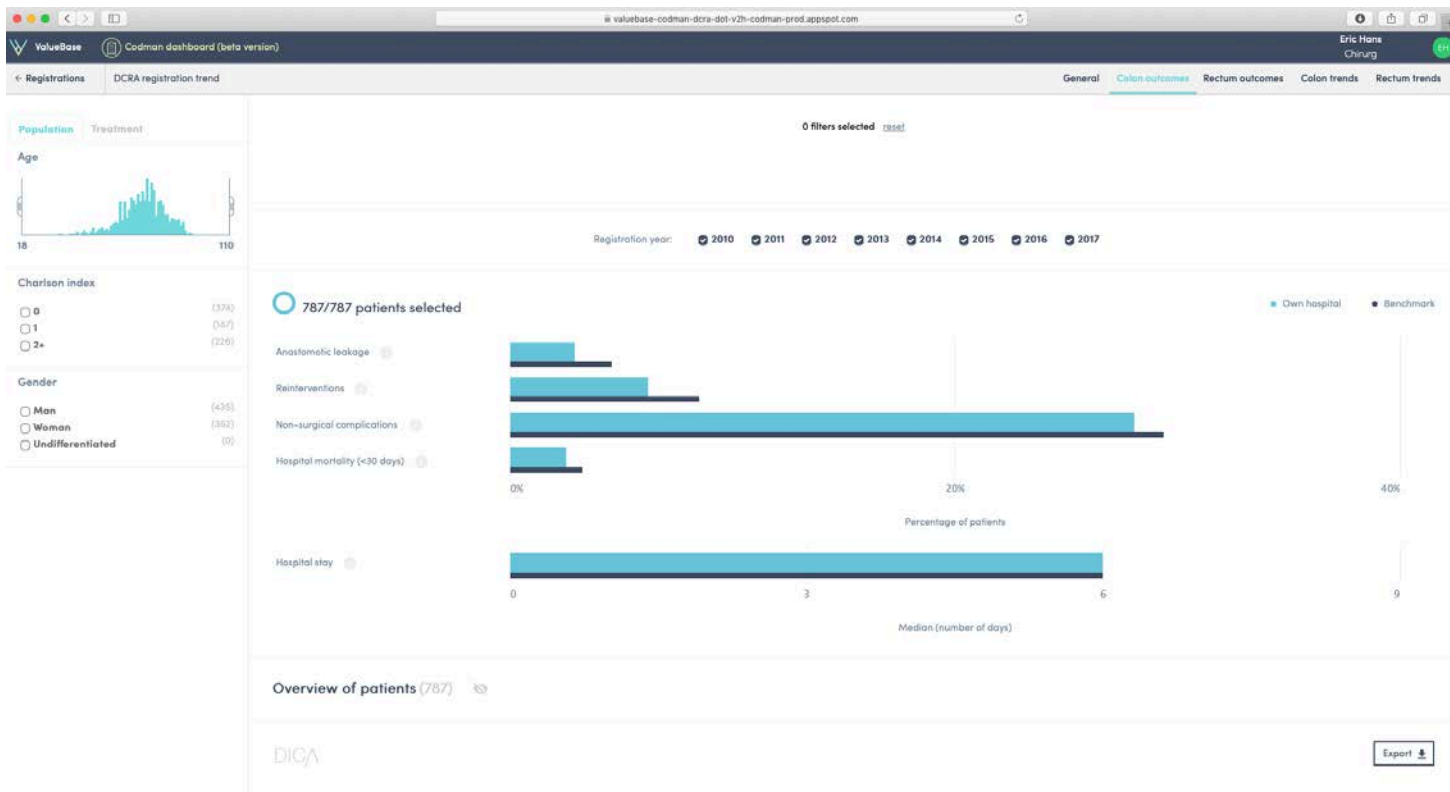 valuebase-codman-dcra-dot-v2h-codman-prod.appspot.com
ValueBase Codman dashboard (beta version)
Eric Hans
Chirurg
EH
← Registrations DCRA registration trend General Colon outcomes Rectum outcomes Colon trends Rectum trends
Population Treatment
Age
18 110
Charlson index
0 (374)
1 (187)
2+ (226)
Gender
Man (435)
Woman (352)
Undifferentiated (0)
0 filters selected reset
Registration year: 2010 2011 2012 2013 2014 2015 2016 2017
787/787 patients selected
Own hospital Benchmark
Anastomotic leakage
Reinterventions
Non-surgical complications
Hospital mortality (<30 days)
0% 20% 40%
Percentage of patients
Hospital stay
0 3 6 9
Median (number of days)
Overview of patients (787)
DICA
Export